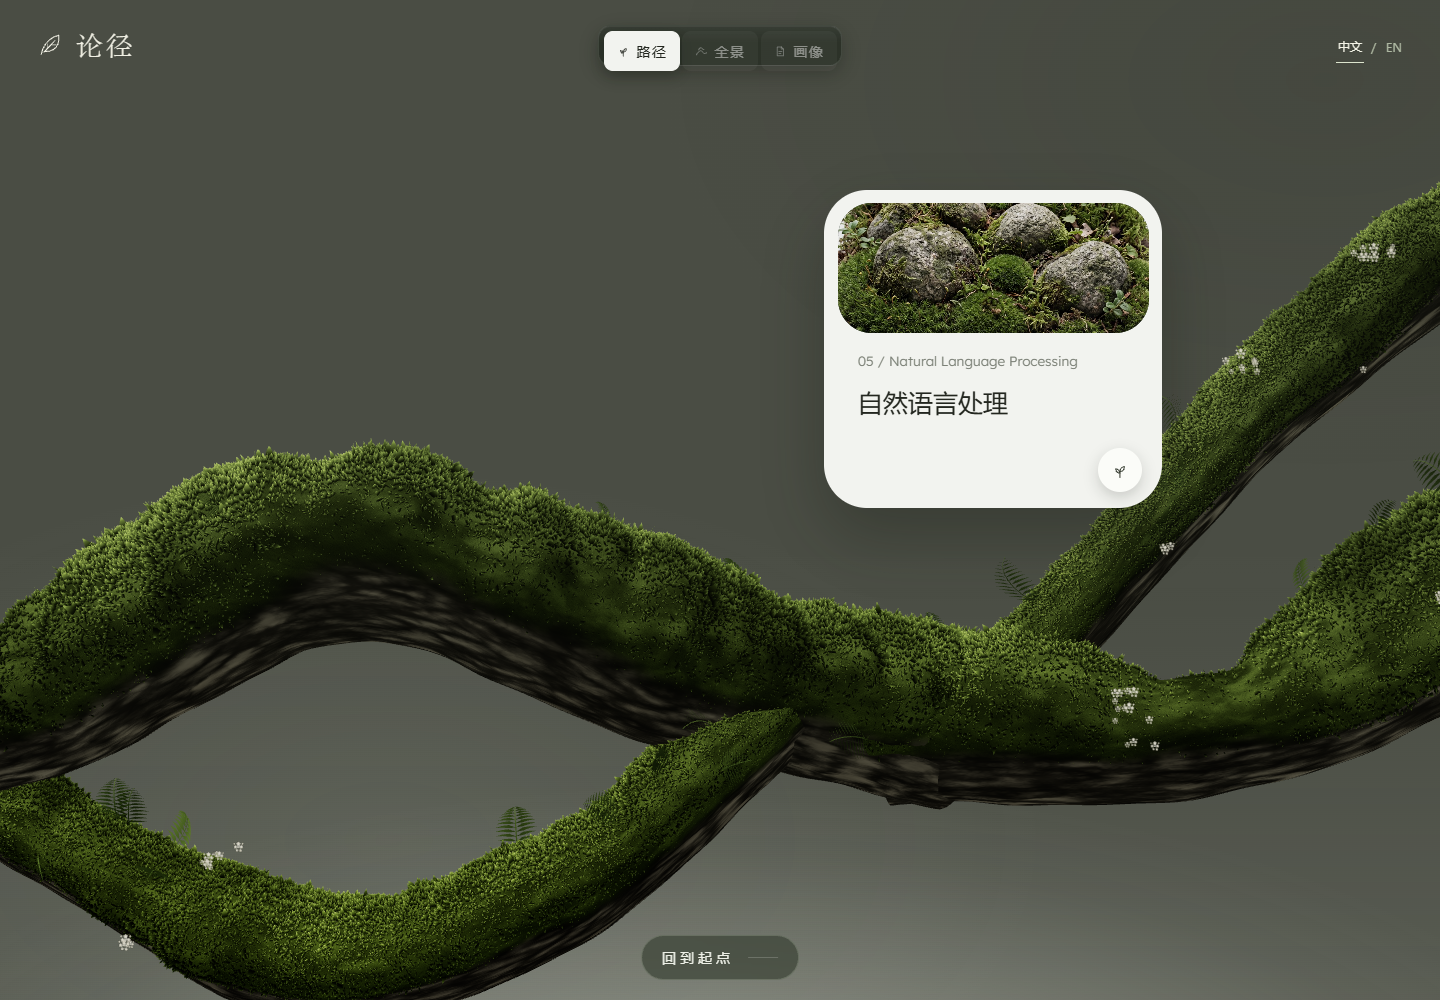 论径
路径
全景
画像
中文 / EN
05 / Natural Language Processing
自然语言处理
回到起点